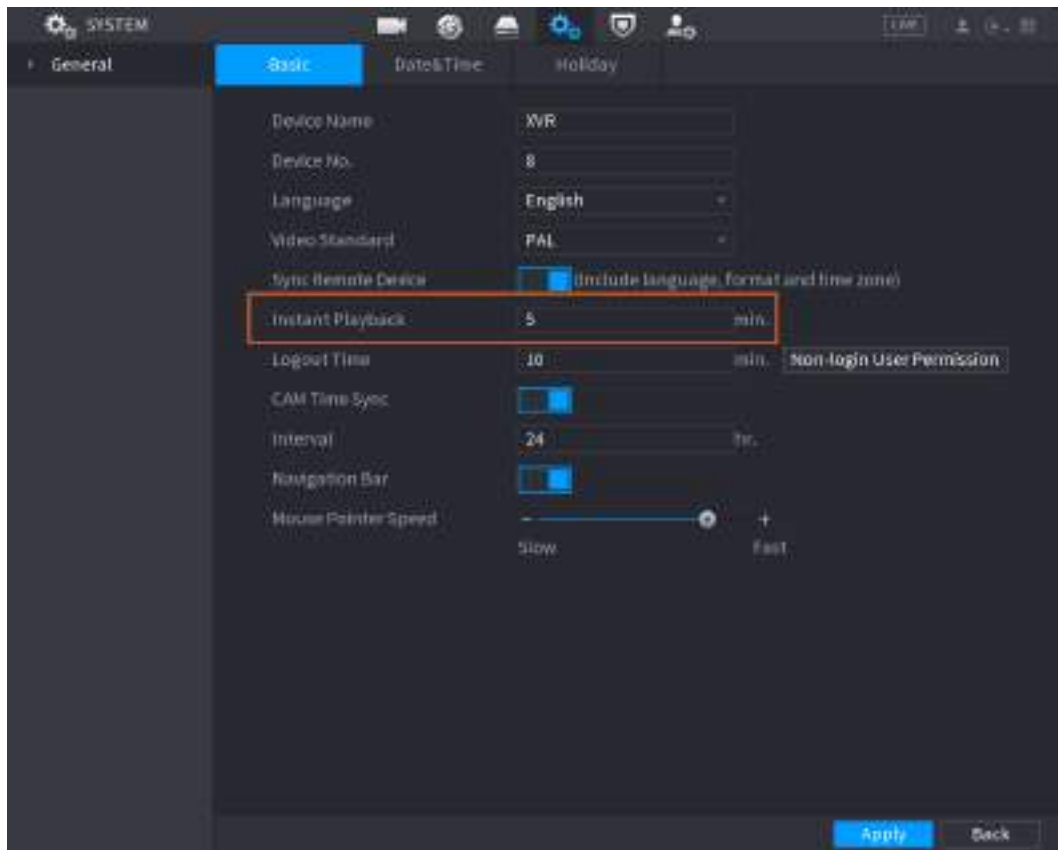 SYSTEM
LIVE
General
Basic Date&Time Holiday
Device Name XVR
Device No. 8
Language English
Video Standard PAL
Sync Remote Device (Include language, format and time zone)
Instant Playback 5 min.
Logout Time 10 min. Non-login User Permission
CAM Time Sync
Interval 24 hr.
Navigation Bar
Mouse Pointer Speed - +
Slow Fast
Apply Back